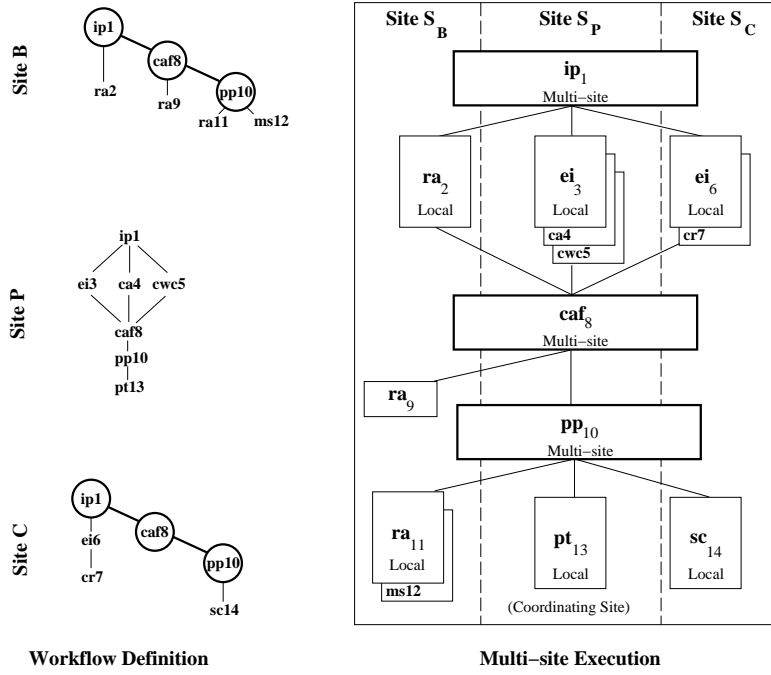 Site B
ip1
caf8
pp10
ra2
ra9
ra11
ms12
Site P
ip1
ei3 ca4 cwc5
caf8
pp10
pt13
Site C
ip1
ei6
cr7
caf8
pp10
sc14
Workflow Definition
Site S_B Site S_P Site S_C
ip_1
Multi−site
ra_2
Local
ei_3
Local
ca4
cwc5
ei_6
Local
cr7
caf_8
Multi−site
ra_9
pp_10
Multi−site
ra_11
Local
ms12
pt_13
Local
sc_14
Local
(Coordinating Site)
Multi−site Execution